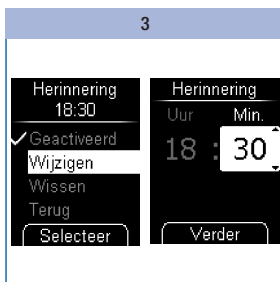 3
Herinnering
18:30
Geactiveerd
Wijzigen
Wissen
Terug
Selecteer
Herinnering
Uur Min.
18 : 30
Verder